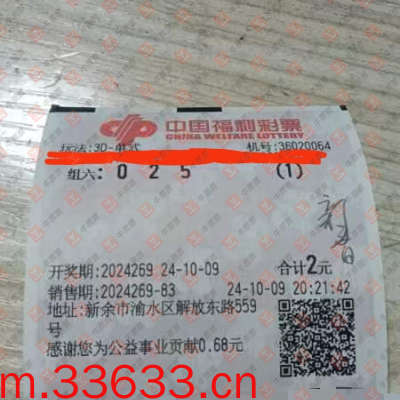 中国福利彩票
CHINA WELFARE LOTTERY
玩法:3D-单式 机号:36020064
组六: 0 2 5 (1)
开奖期:2024269 24-10-09 合计2元
销售期:2024269-83 24-10-09 20:21:42
地址:新余市渝水区解放东路559
号
感谢您为公益事业贡献0.68元
m.33633.cn